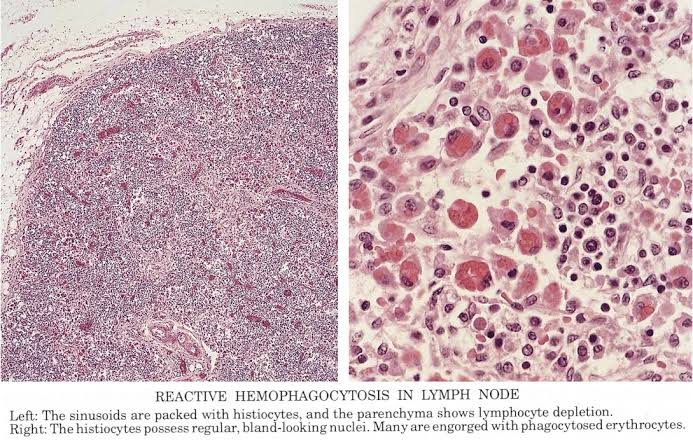 REACTIVE HEMOPHAGOCYTOSIS IN LYMPH NODE
Left: The sinusoids are packed with histiocytes, and the parenchyma shows lymphocyte depletion.
Right: The histiocytes possess regular, bland-looking nuclei. Many are engorged with phagocytosed erythrocytes.